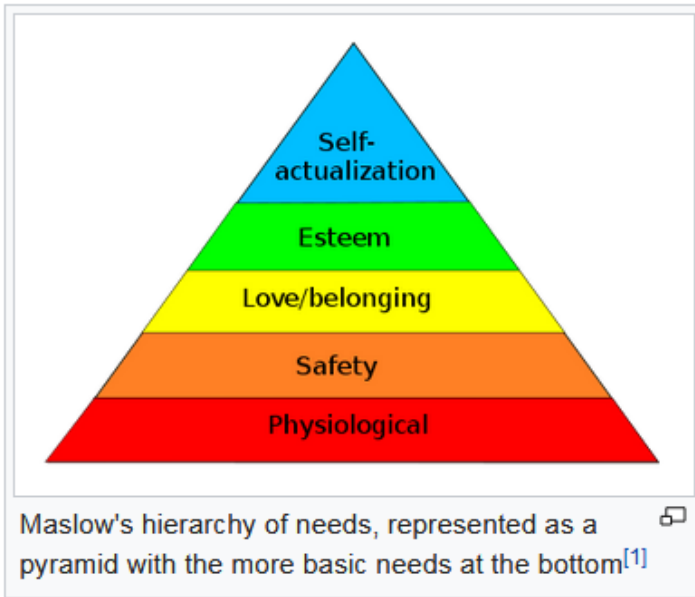 Self-
actualization
Esteem
Love/belonging
Safety
Physiological
Maslow's hierarchy of needs, represented as a
pyramid with the more basic needs at the bottom[1]